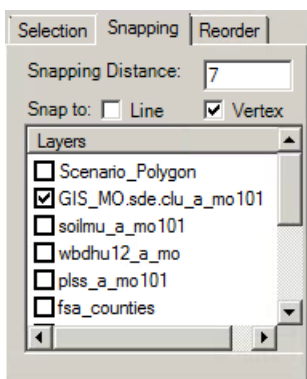 Selection Snapping Reorder
Snapping Distance: 7
Snap to: Line Vertex
Layers
Scenario_Polygon
GIS_MO.sde.clu_a_mo101
soilmu_a_mo101
wbdhu12_a_mo
plss_a_mo101
fsa_counties